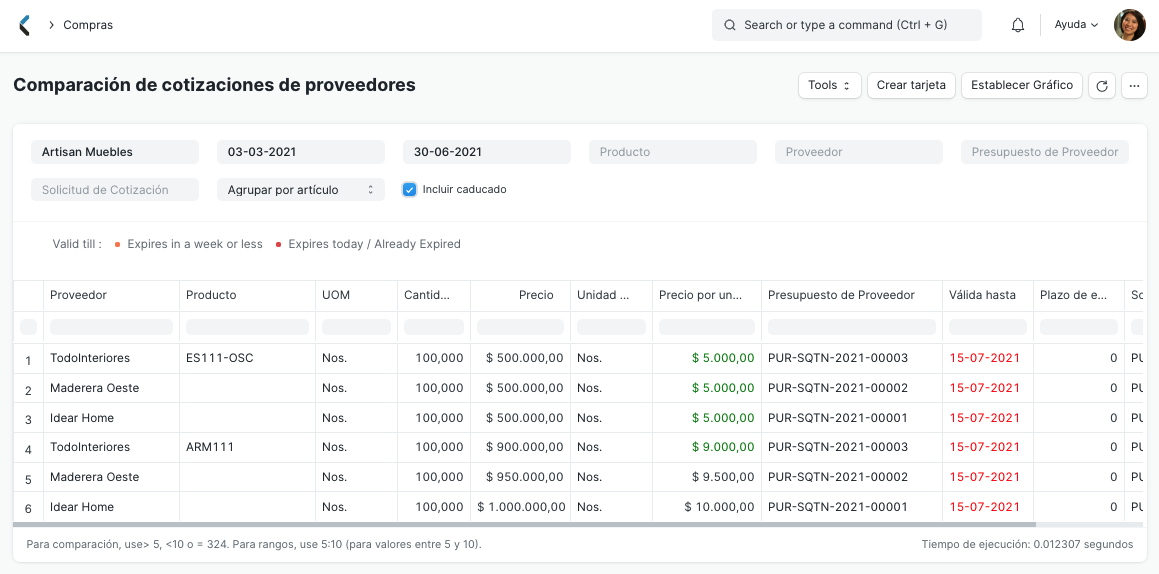 Compras
Search or type a command (Ctrl + G)
Ayuda
Comparación de cotizaciones de proveedores
Tools
Crear tarjeta
Establecer Gráfico
Artisan Muebles
03-03-2021
30-06-2021
Producto
Proveedor
Presupuesto de Proveedor
Solicitud de Cotización
Agrupar por artículo
Incluir caducado
Valid till : Expires in a week or less Expires today / Already Expired
Proveedor Producto UOM Cantid... Precio Unidad ... Precio por un... Presupuesto de Proveedor Válida hasta Plazo de e... Sc
1 TodoInteriores ES111-OSC Nos. 100,000 $ 500.000,00 Nos. $ 5.000,00 PUR-SQTN-2021-00003 15-07-2021 0 PU
2 Maderera Oeste Nos. 100,000 $ 500.000,00 Nos. $ 5.000,00 PUR-SQTN-2021-00002 15-07-2021 0 PU
3 Idear Home Nos. 100,000 $ 500.000,00 Nos. $ 5.000,00 PUR-SQTN-2021-00001 15-07-2021 0 PU
4 TodoInteriores ARM111 Nos. 100,000 $ 900.000,00 Nos. $ 9.000,00 PUR-SQTN-2021-00003 15-07-2021 0 PU
5 Maderera Oeste Nos. 100,000 $ 950.000,00 Nos. $ 9.500,00 PUR-SQTN-2021-00002 15-07-2021 0 PU
6 Idear Home Nos. 100,000 $ 1.000.000,00 Nos. $ 10.000,00 PUR-SQTN-2021-00001 15-07-2021 0 PU
Para comparación, use> 5, <10 o = 324. Para rangos, use 5:10 (para valores entre 5 y 10).
Tiempo de ejecución: 0.012307 segundos